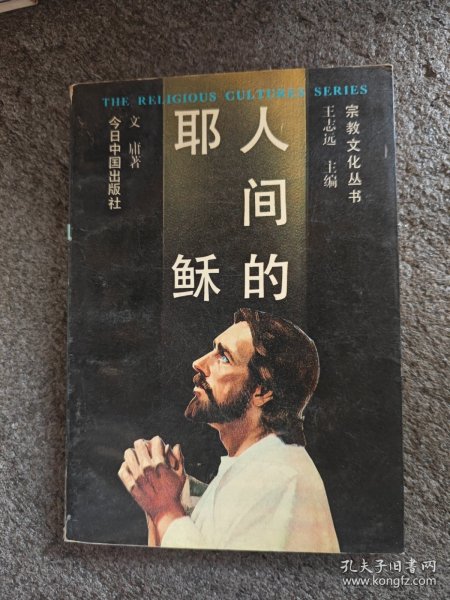 THE RELIGIOUS CULTURES SERIES
宗教文化丛书
王志远 主编
人间的
耶稣
文庸著
今日中国出版社
孔夫子旧书网
www.kongfz.com